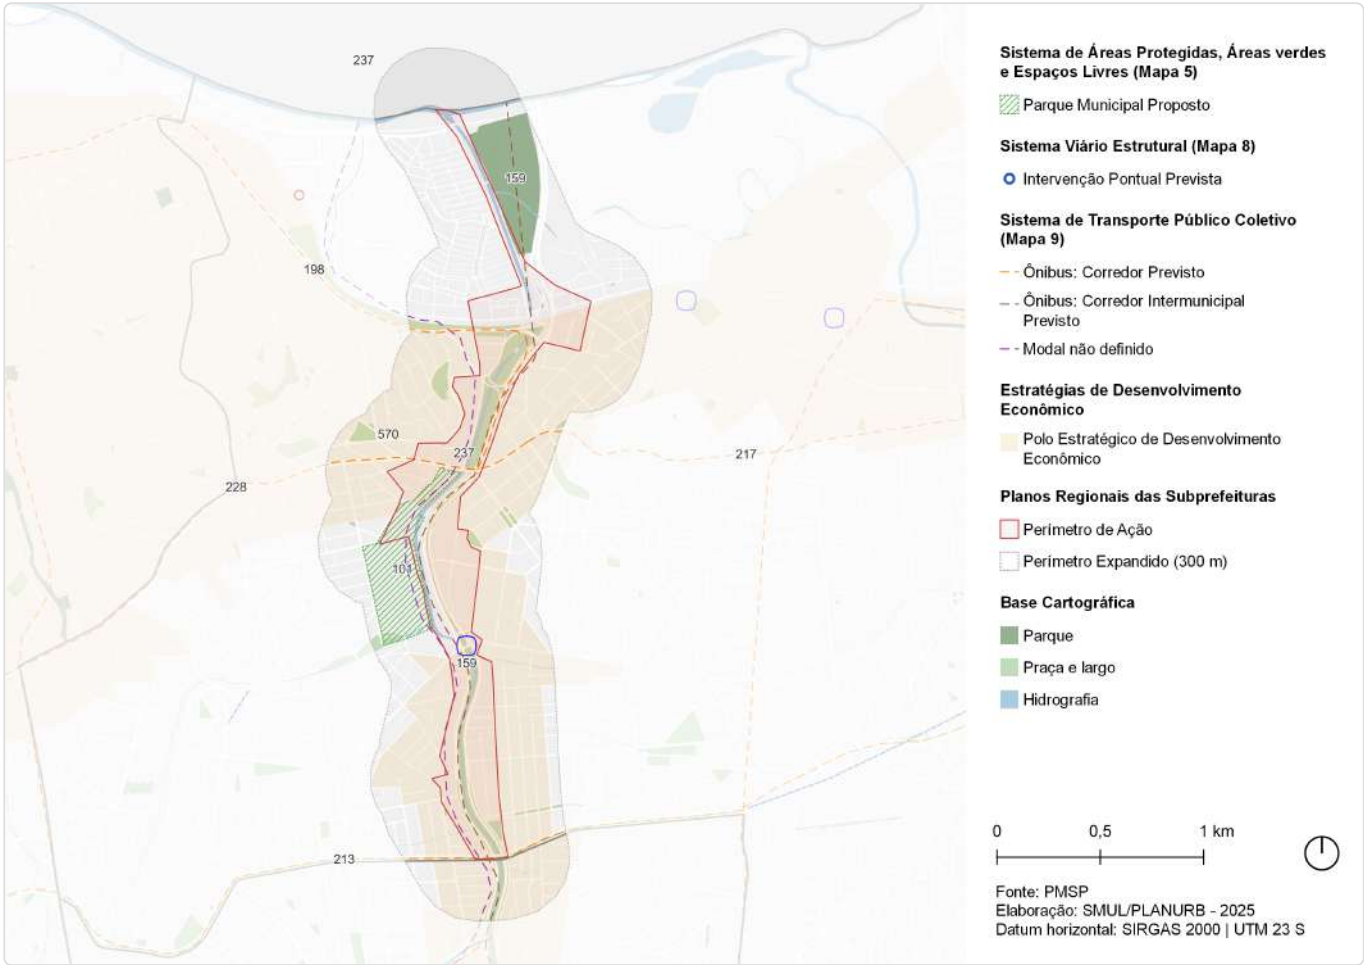 Sistema de Áreas Protegidas, Áreas verdes
e Espaços Livres (Mapa 5)
Parque Municipal Proposto
Sistema Viário Estrutural (Mapa 8)
Intervenção Pontual Prevista
Sistema de Transporte Público Coletivo
(Mapa 9)
Ônibus: Corredor Previsto
Ônibus: Corredor Intermunicipal
Previsto
Modal não definido
Estratégias de Desenvolvimento
Econômico
Polo Estratégico de Desenvolvimento
Econômico
Planos Regionais das Subprefeituras
Perímetro de Ação
Perímetro Expandido (300 m)
Base Cartográfica
Parque
Praça e largo
Hidrografia
0 0,5 1 km
Fonte: PMSP
Elaboração: SMUL/PLANURB - 2025
Datum horizontal: SIRGAS 2000 | UTM 23 S
237
159
198
570
237
217
228
101
159
213